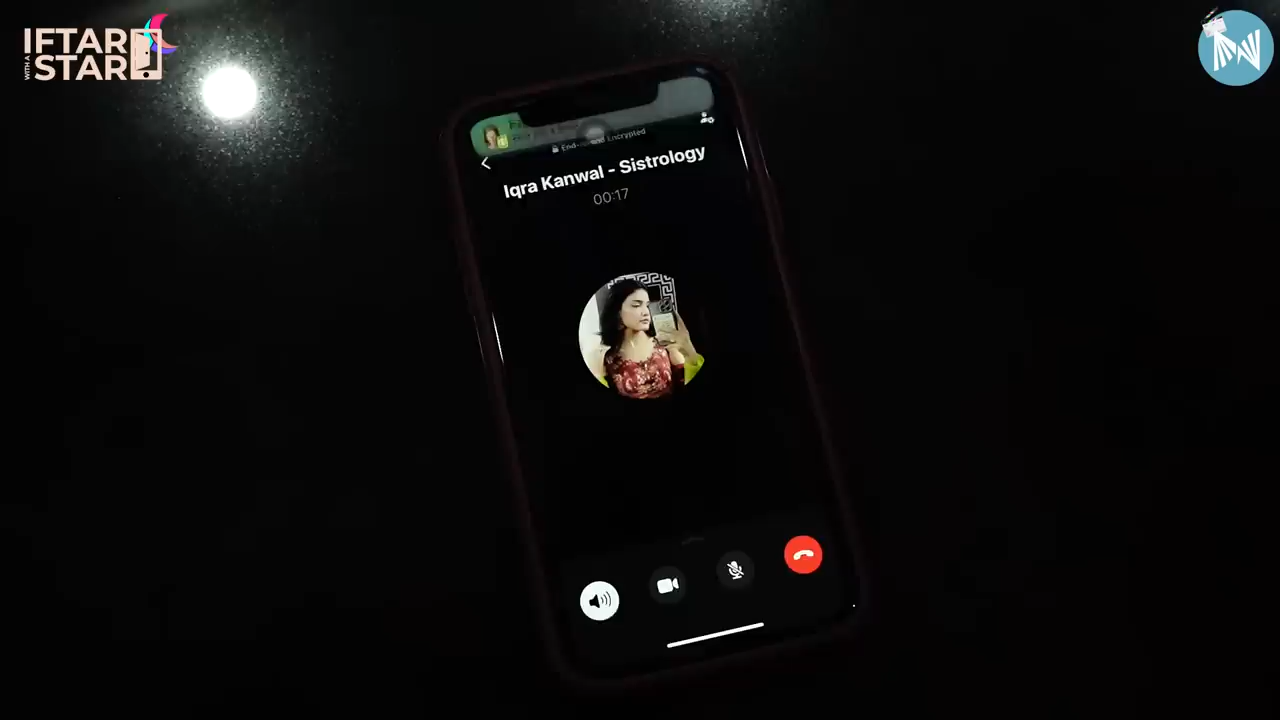 IFTAR
WITH A
STAR
End-to-end Encrypted
Iqra Kanwal - Sistrology
00:17